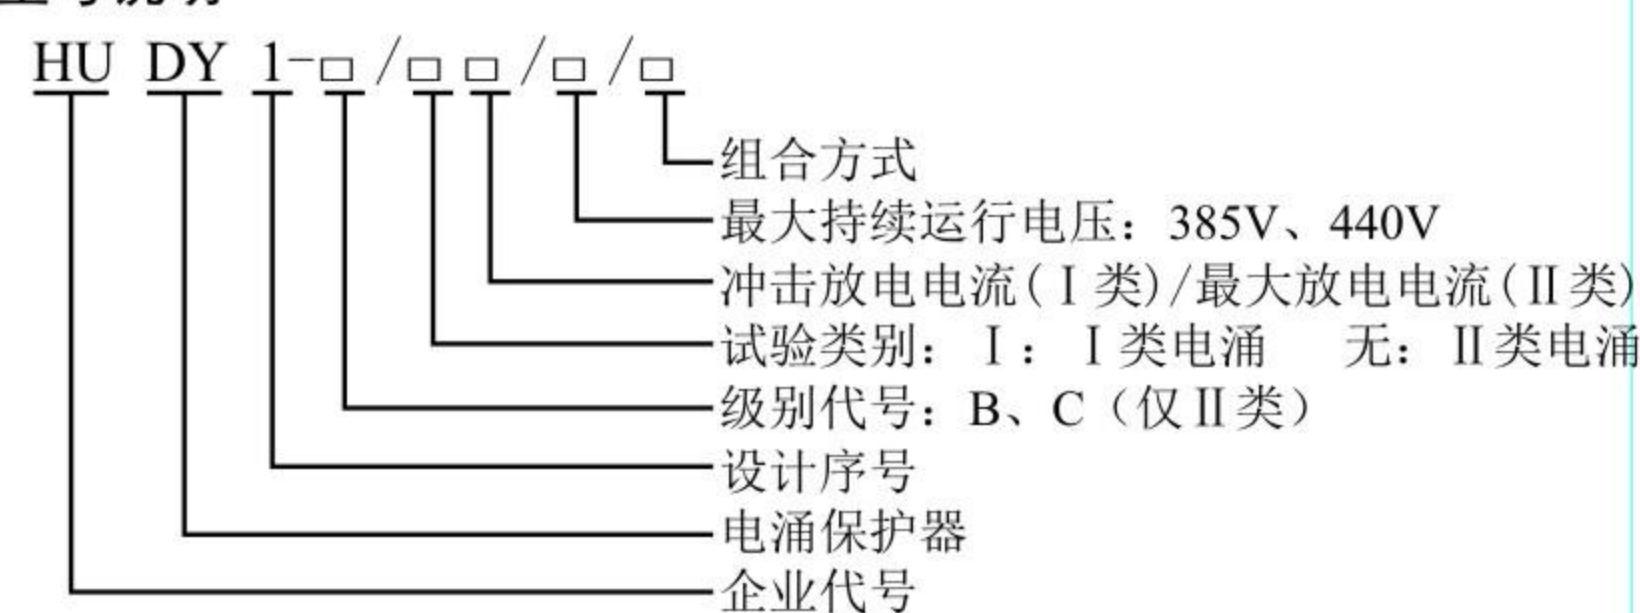 HU DY 1-□/□□/□/□
组合方式
最大持续运行电压：385V、440V
冲击放电电流(Ⅰ类)/最大放电电流(Ⅱ类)
试验类别：Ⅰ：Ⅰ类电涌 无：Ⅱ类电涌
级别代号：B、C（仅Ⅱ类）
设计序号
电涌保护器
企业代号